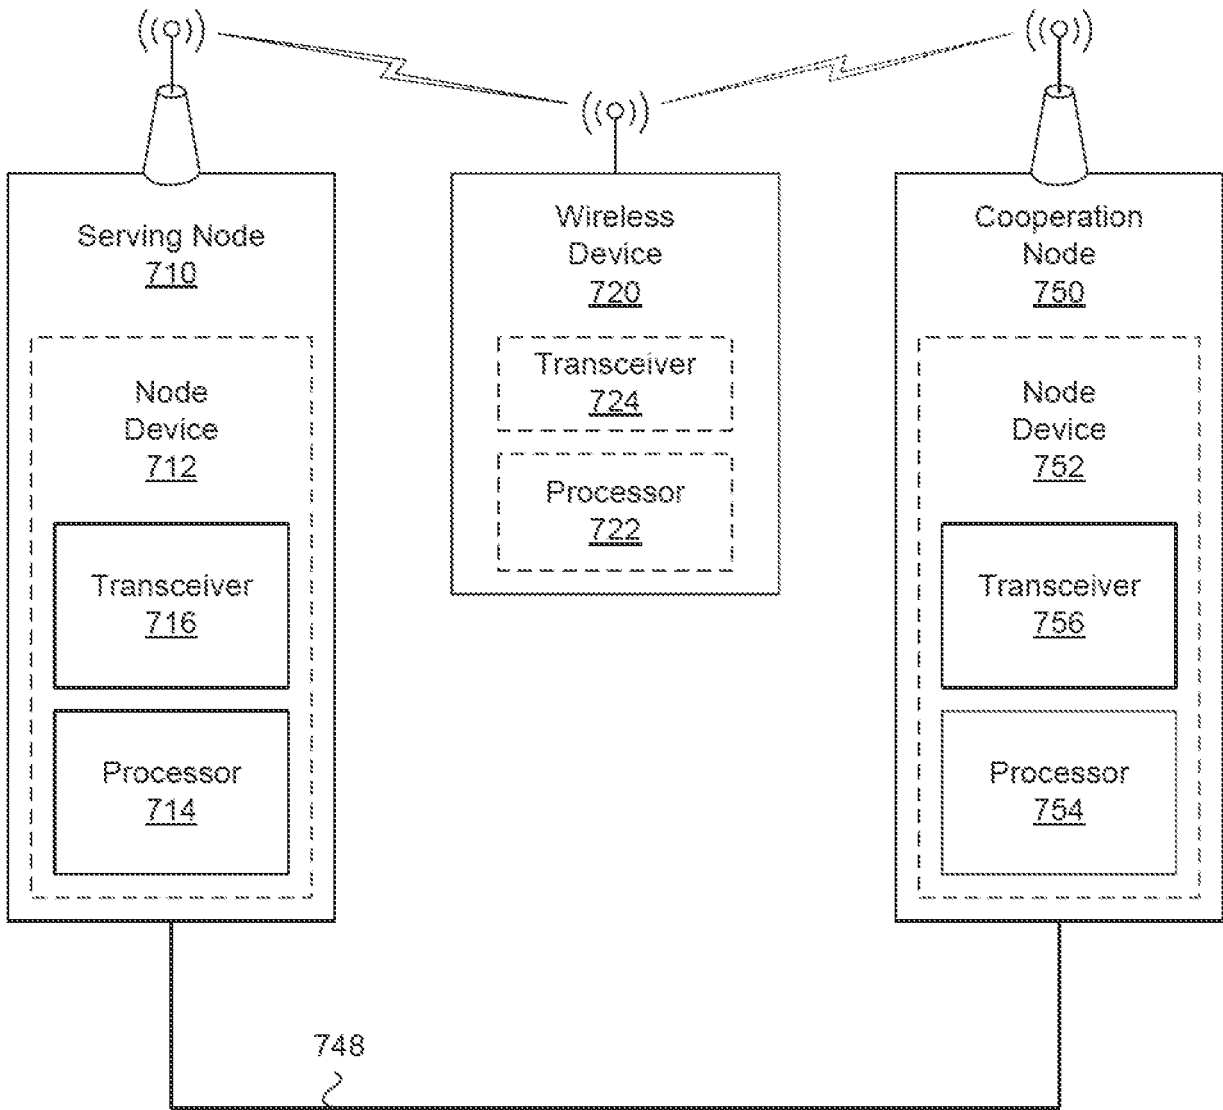 Serving Node
710
Node
Device
712
Transceiver
716
Processor
714
Wireless
Device
720
Transceiver
724
Processor
722
Cooperation
Node
750
Node
Device
752
Transceiver
756
Processor
754
748